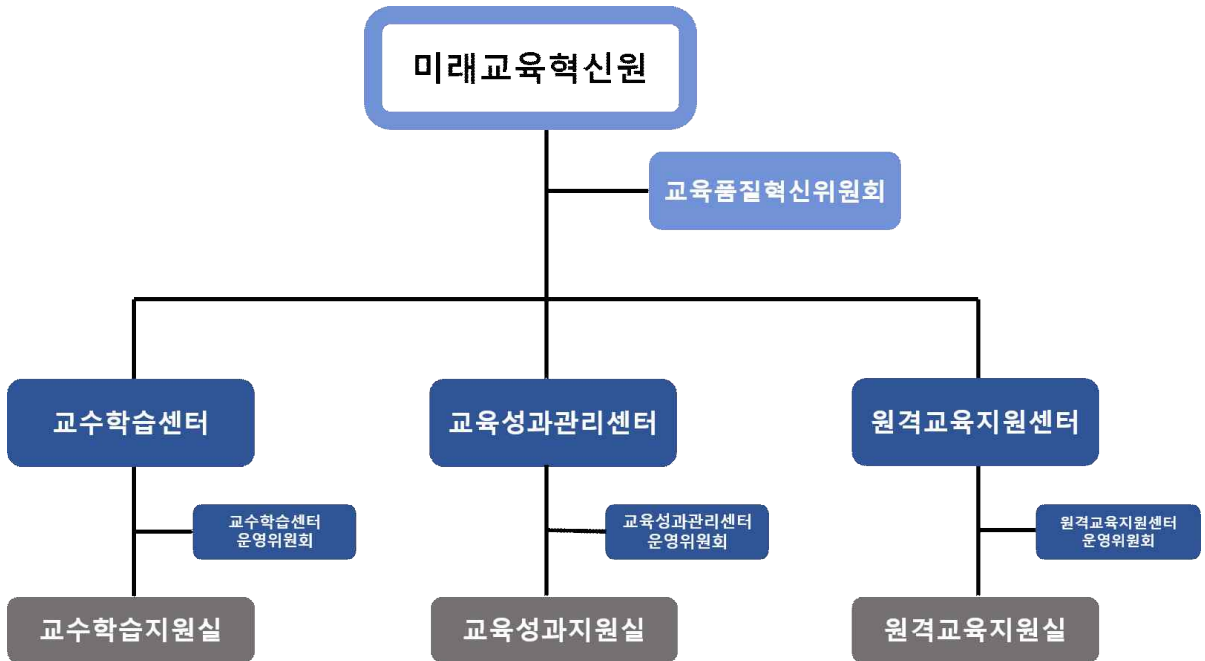 미래교육혁신원
교육품질혁신위원회
교수학습센터
교육성과관리센터
원격교육지원센터
교수학습센터
운영위원회
교육성과관리센터
운영위원회
원격교육지원센터
운영위원회
교수학습지원실
교육성과지원실
원격교육지원실